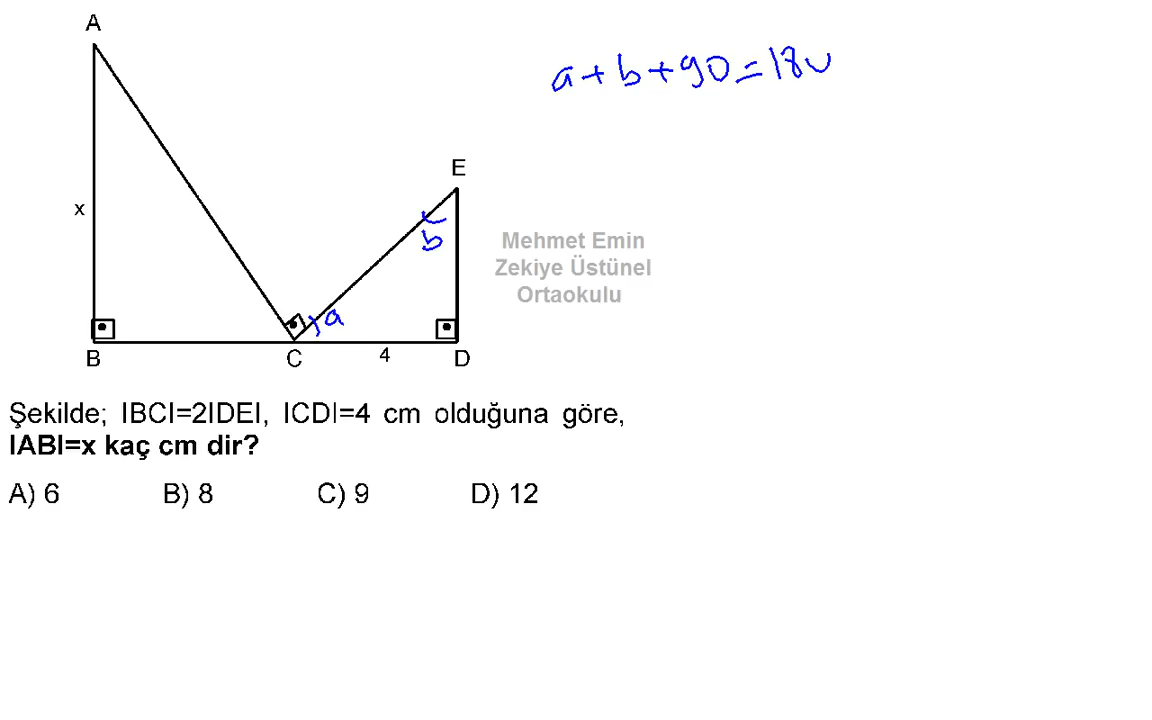 A
a+b+90=180
E
x
b
Mehmet Emin
Zekiye Üstünel
Ortaokulu
a
B
C
4
D
Şekilde; IBCI=2IDEI, ICDI=4 cm olduğuna göre,
IABI=x kaç cm dir?
A) 6 B) 8 C) 9 D) 12